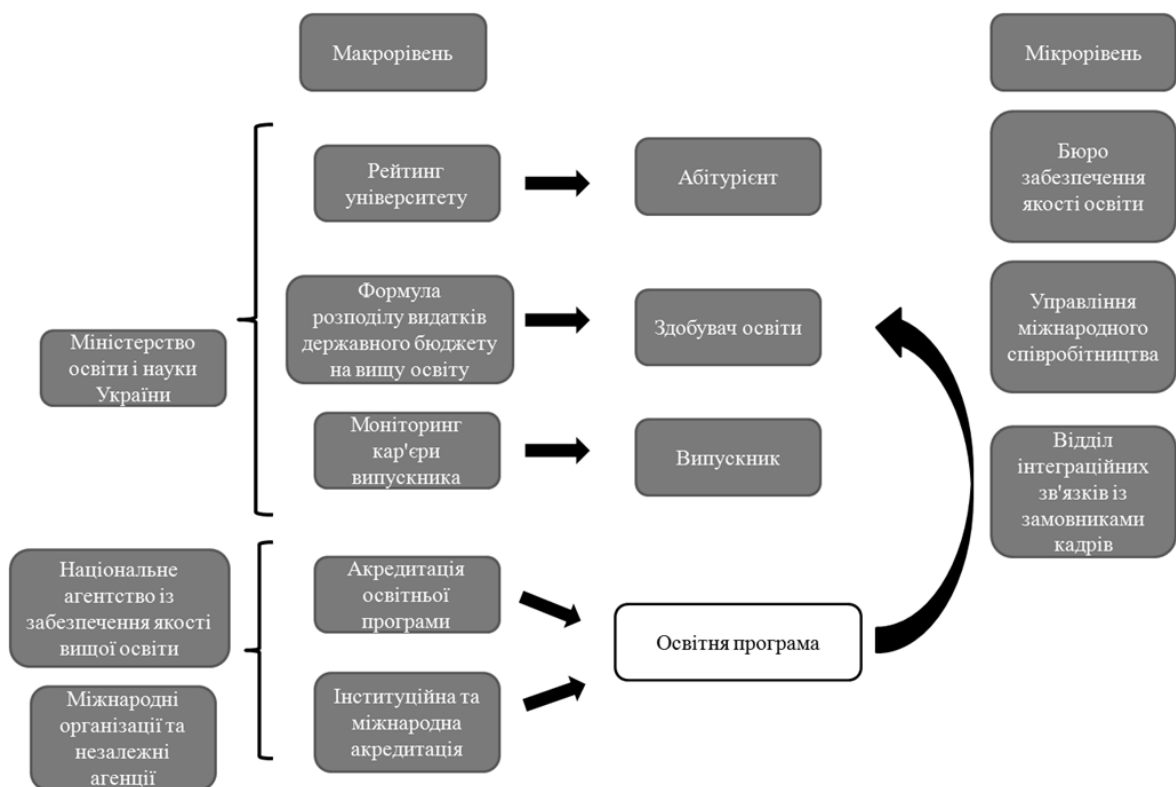 Макрорівень
Мікрорівень
Міністерство
освіти і науки
України
Рейтинг
університету
Абітурієнт
Формула
розподілу видатків
державного бюджету
на вищу освіту
Здобувач освіти
Моніторинг
кар'єри
випускника
Випускник
Національне
агентство із
забезпечення якості
вищої освіти
Міжнародні
організації та
незалежні
агенції
Акредитація
освітньої
програми
Інституційна та
міжнародна
акредитація
Освітня програма
Бюро
забезпечення
якості освіти
Управління
міжнародного
співробітництва
Відділ
інтеграційних
зв'язків із
замовниками
кадрів